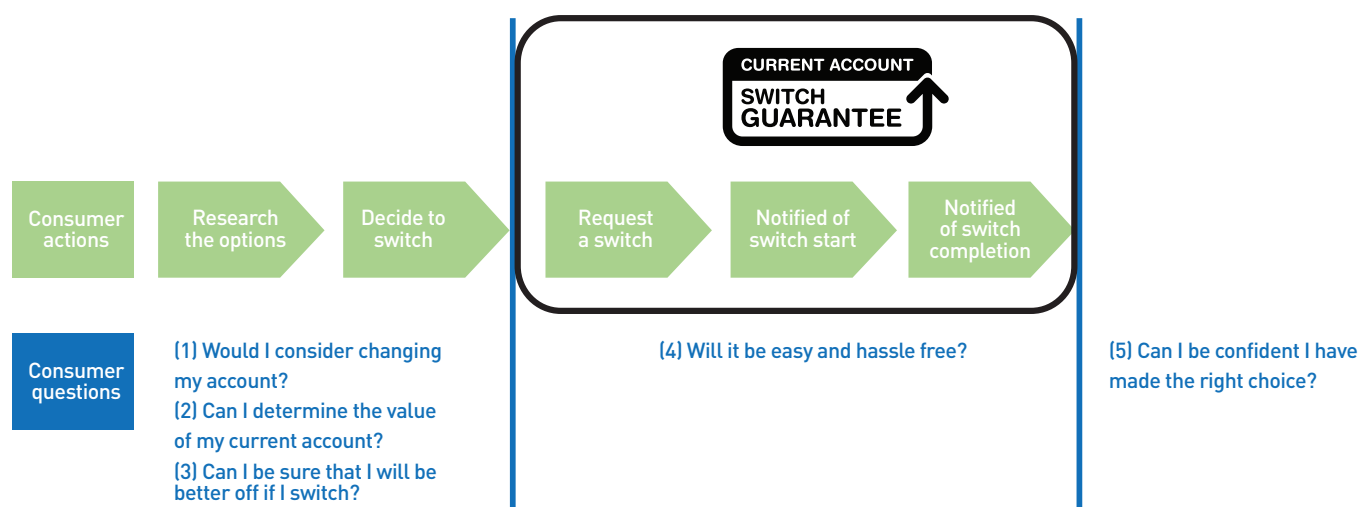 CURRENT ACCOUNT
SWITCH
GUARANTEE
Consumer
actions
Research
the options
Decide to
switch
Request
a switch
Notified of
switch start
Notified
of switch
completion
Consumer
questions
(1) Would I consider changing
my account?
(2) Can I determine the value
of my current account?
(3) Can I be sure that I will be
better off if I switch?
(4) Will it be easy and hassle free?
(5) Can I be confident I have
made the right choice?